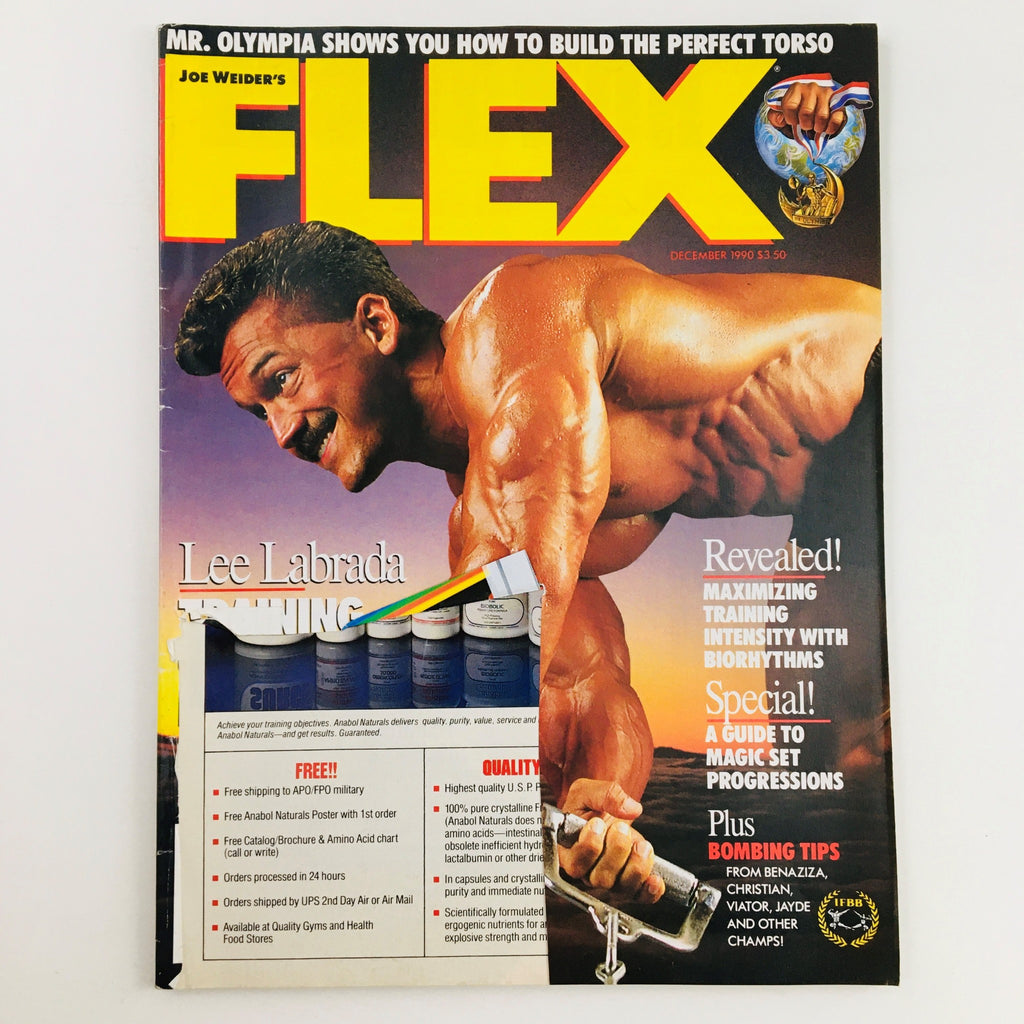 MR. OLYMPIA SHOWS YOU HOW TO BUILD THE PERFECT TORSO
JOE WEIDER'S
FLEX
®
DECEMBER 1990 $3.50
Lee Labrada
TRAINING
BIOBOLIC
Achieve your training objectives. Anabol Naturals delivers quality, purity, value, service and
Anabol Naturals—and get results. Guaranteed.
FREE!!
Free shipping to APO/FPO military
Free Anabol Naturals Poster with 1st order
Free Catalog/Brochure & Amino Acid chart
(call or write)
Orders processed in 24 hours
Orders shipped by UPS 2nd Day Air or Air Mail
Available at Quality Gyms and Health
Food Stores
QUALITY
Highest quality U.S.P. P
100% pure crystalline F
(Anabol Naturals does n
amino acids—intestinal
obsolete inefficient hydr
lactalbumin or other drie
In capsules and crystalli
purity and immediate nu
Scientifically formulated
ergogenic nutrients for a
explosive strength and m
Revealed!
MAXIMIZING
TRAINING
INTENSITY WITH
BIORHYTHMS
Special!
A GUIDE TO
MAGIC SET
PROGRESSIONS
Plus
BOMBING TIPS
FROM BENAZIZA,
CHRISTIAN,
VIATOR, JAYDE
AND OTHER
CHAMPS!
IFBB